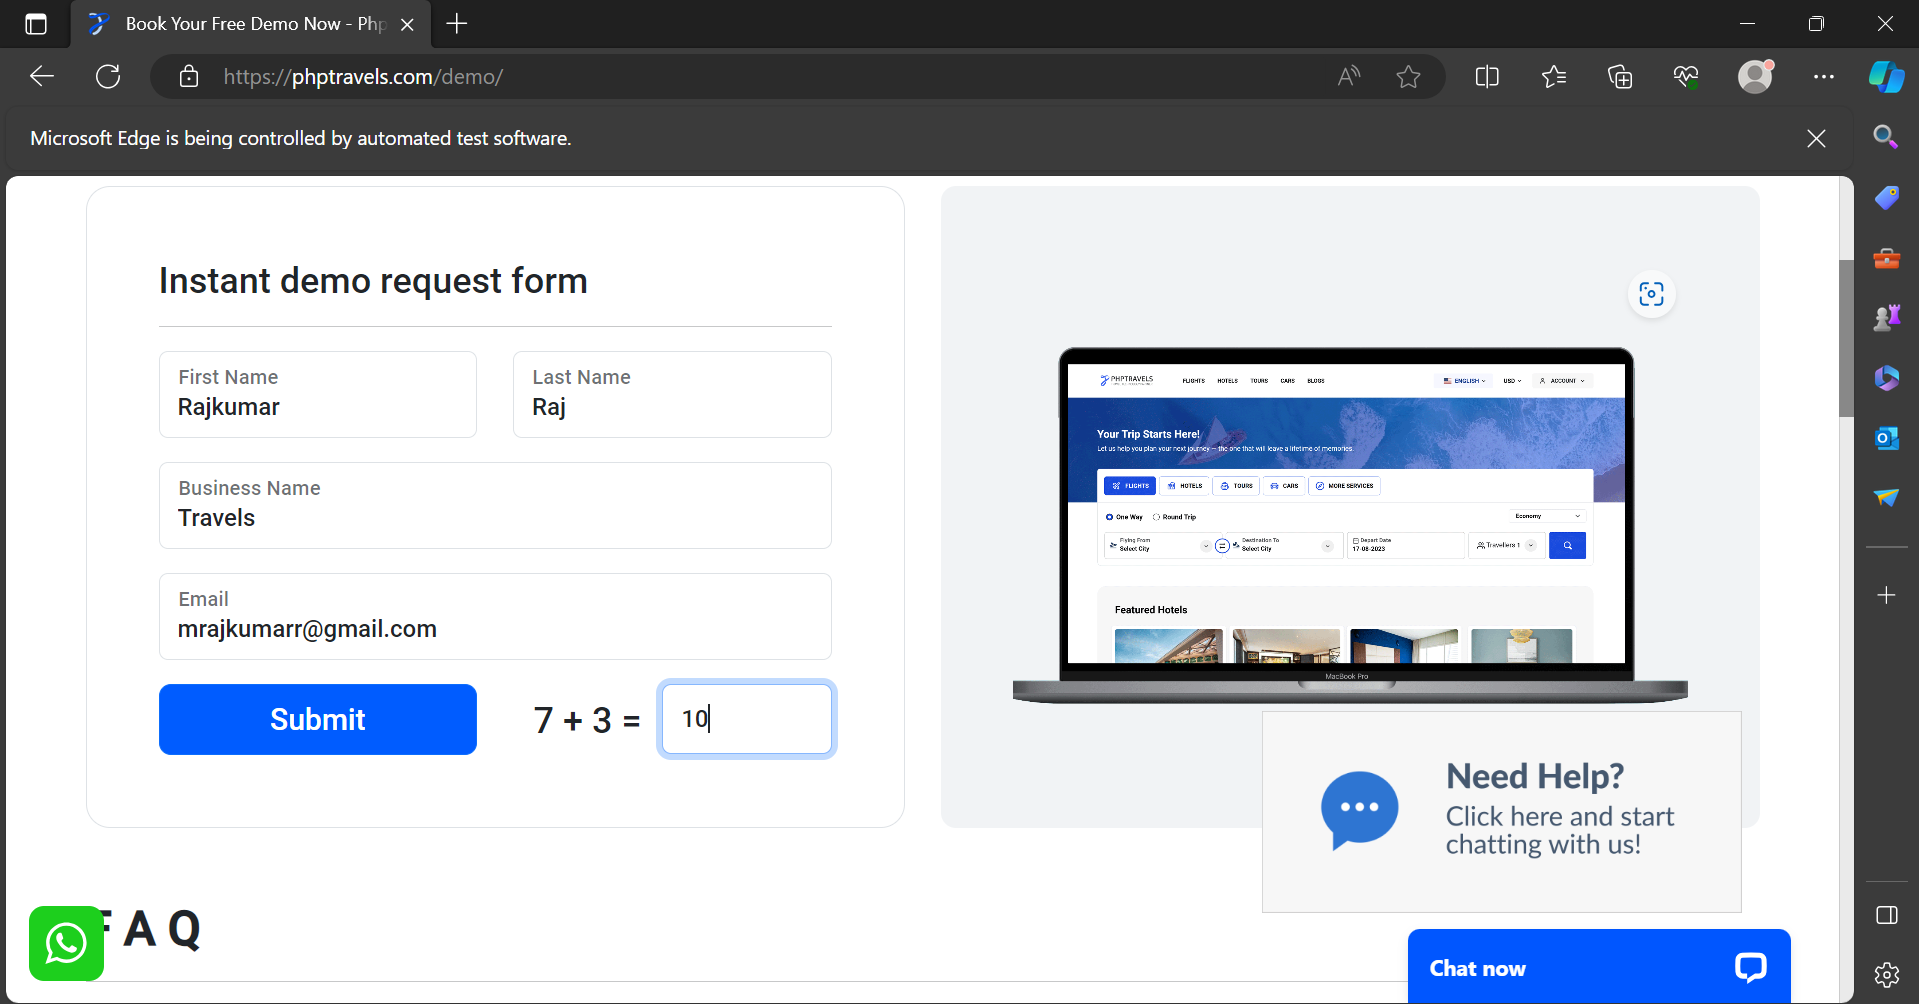 Book Your Free Demo Now - Php
https://phptravels.com/demo/
Microsoft Edge is being controlled by automated test software.
Instant demo request form
First Name
Rajkumar
Last Name
Raj
Business Name
Travels
Email
mrajkumarr@gmail.com
Submit
7 + 3 =
10
PHPTRAVELS
FLIGHTS HOTELS TOURS CARS BLOGS
ENGLISH USD ACCOUNT
Your Trip Starts Here!
Let us help you plan your next journey — the one that will leave a lifetime of memories.
FLIGHTS HOTELS TOURS CARS MORE SERVICES
One Way Round Trip
Economy
Flying From
Select City
Destination To
Select City
Depart Date
17-08-2023
Travellers 1
Featured Hotels
MacBook Pro
Need Help?
Click here and start
chatting with us!
F A Q
Chat now